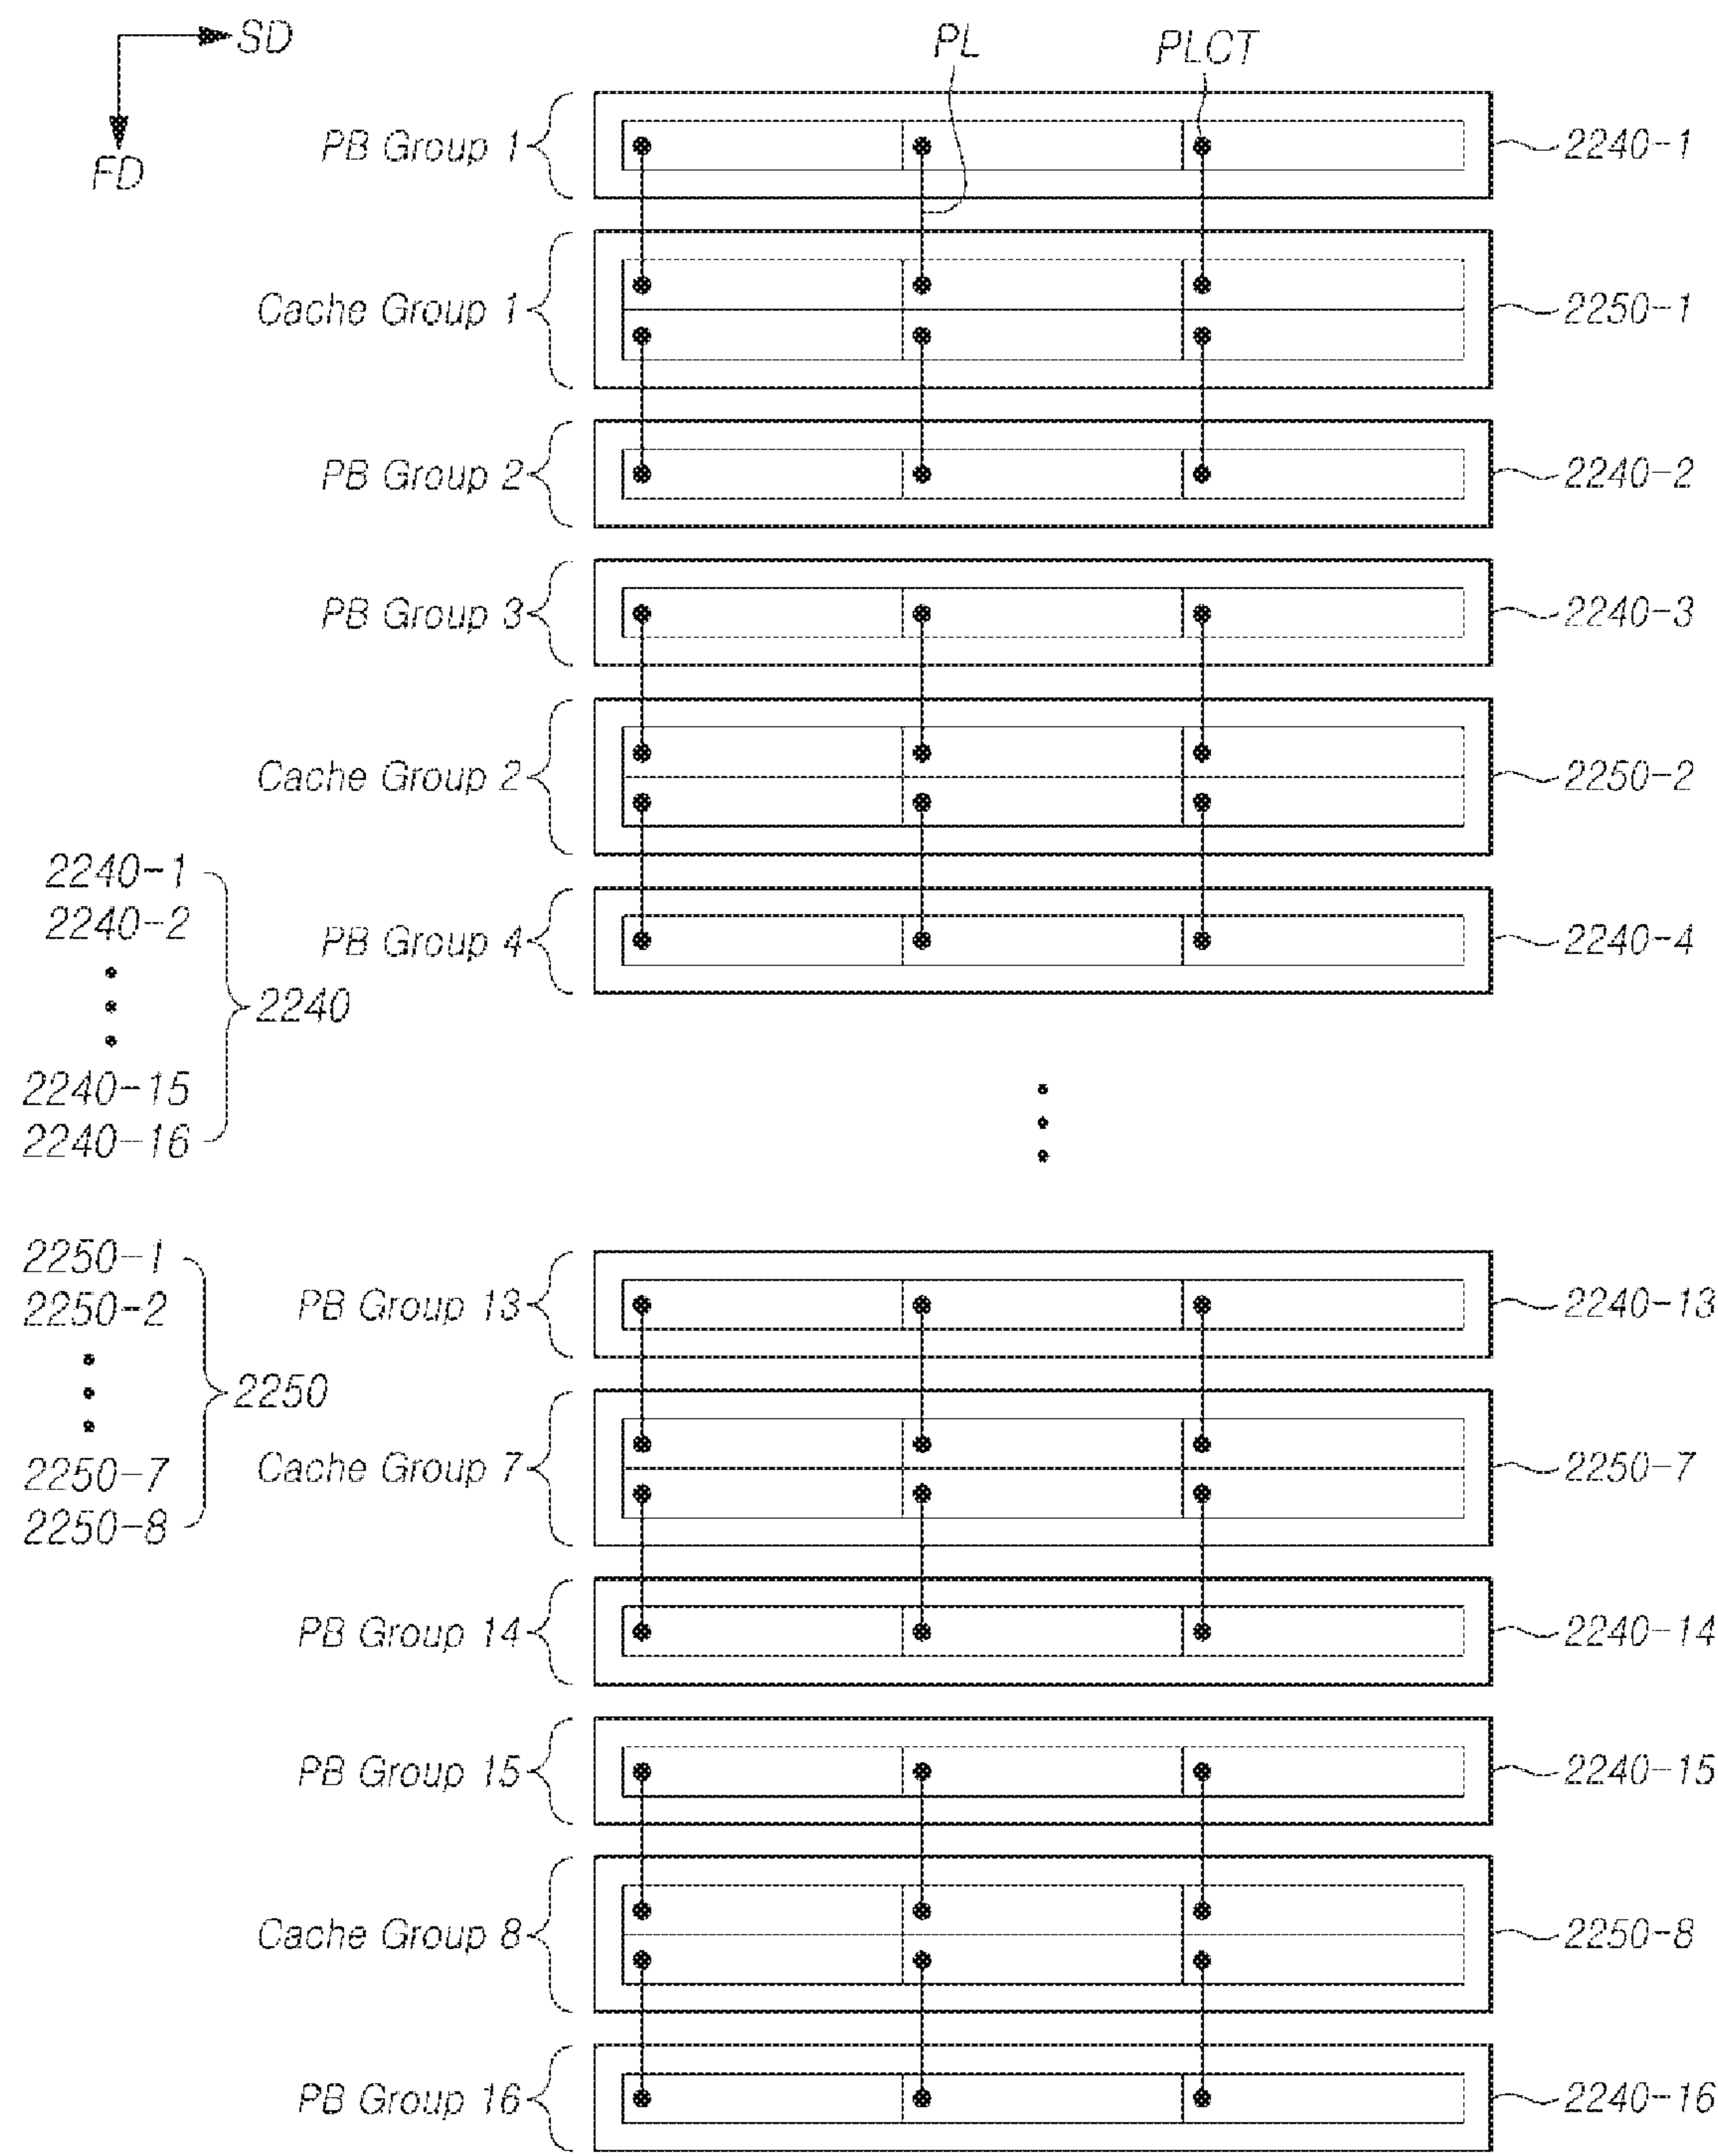 SD
FD
PL
PLCT
PB Group 1
2240-1
Cache Group 1
2250-1
PB Group 2
2240-2
PB Group 3
2240-3
Cache Group 2
2250-2
PB Group 4
2240-4
2240-1
2240-2
2240-15
2240-16
2240
2250-1
2250-2
2250-7
2250-8
2250
PB Group 13
2240-13
Cache Group 7
2250-7
PB Group 14
2240-14
PB Group 15
2240-15
Cache Group 8
2250-8
PB Group 16
2240-16